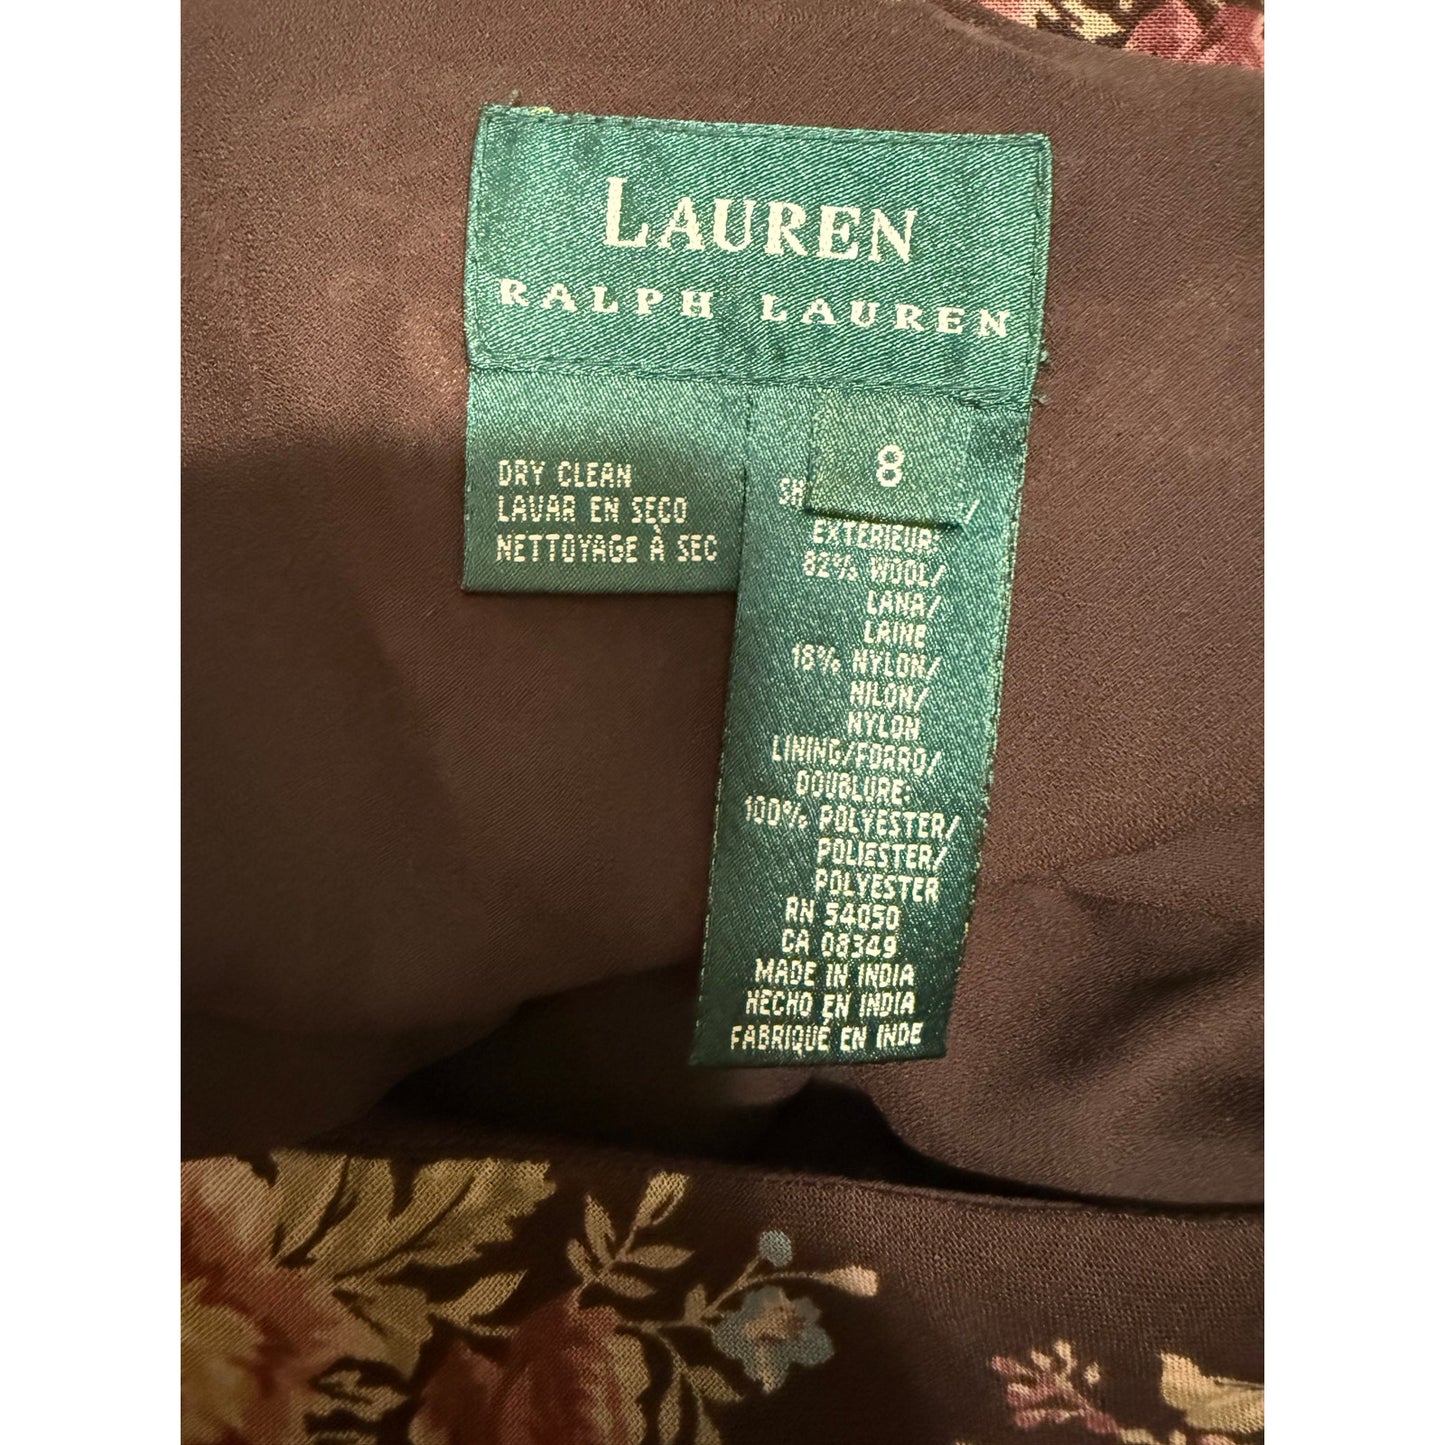 LAUREN
RALPH LAUREN
8
DRY CLEAN
LAVAR EN SECO
NETTOYAGE À SEC
EXTÉRIEUR:
82% WOOL/
LANA/
LAINE
18% NYLON/
NILON/
NYLON
LINING/FORRO/
DOUBLURE:
100% POLYESTER/
POLIESTER/
POLYESTER
RN 54050
CA 08349
MADE IN INDIA
HECHO EN INDIA
FABRIQUÉ EN INDE